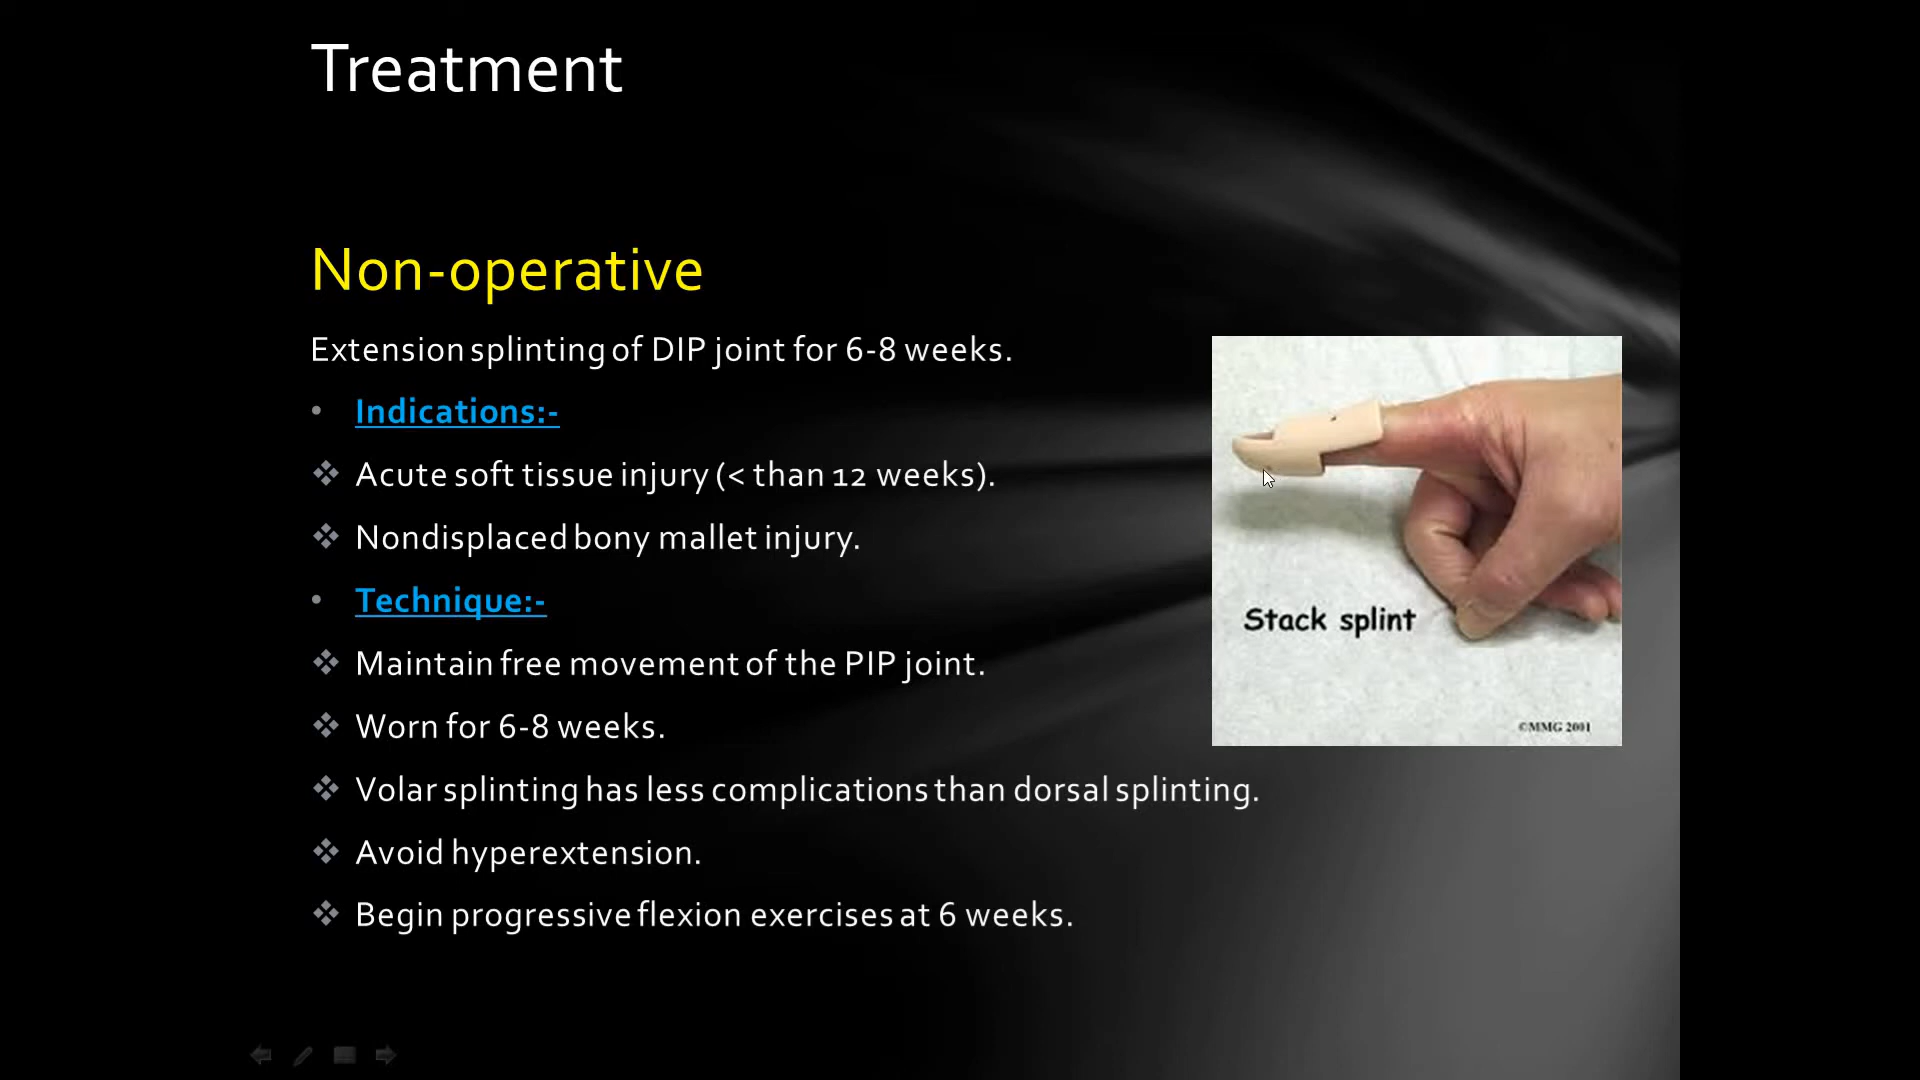 Treatment
Non-operative
Extension splinting of DIP joint for 6-8 weeks.
• Indications:-
❖ Acute soft tissue injury (< than 12 weeks).
❖ Nondisplaced bony mallet injury.
• Technique:-
❖ Maintain free movement of the PIP joint.
❖ Worn for 6-8 weeks.
❖ Volar splinting has less complications than dorsal splinting.
❖ Avoid hyperextension.
❖ Begin progressive flexion exercises at 6 weeks.
Stack splint
©MMG 2001